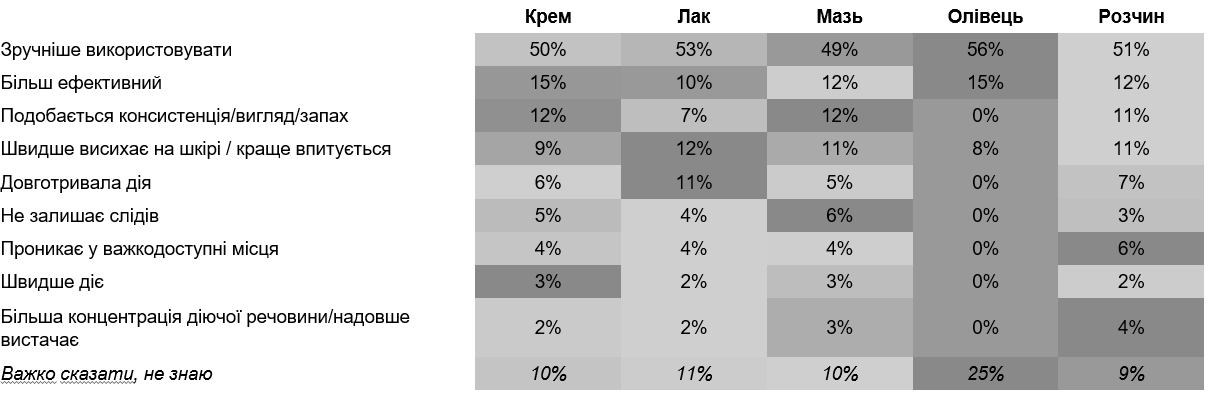 Крем Лак Мазь Олівець Розчин
Зручніше використовувати 50% 53% 49% 56% 51%
Більш ефективний 15% 10% 12% 15% 12%
Подобається консистенція/вигляд/запах 12% 7% 12% 0% 11%
Швидше висихає на шкірі / краще впитується 9% 12% 11% 8% 11%
Довготривала дія 6% 11% 5% 0% 7%
Не залишає слідів 5% 4% 6% 0% 3%
Проникає у важкодоступні місця 4% 4% 4% 0% 6%
Швидше діє 3% 2% 3% 0% 2%
Більша концентрація діючої речовини/надовше
вистачає 2% 2% 3% 0% 4%
Важко сказати, не знаю 10% 11% 10% 25% 9%